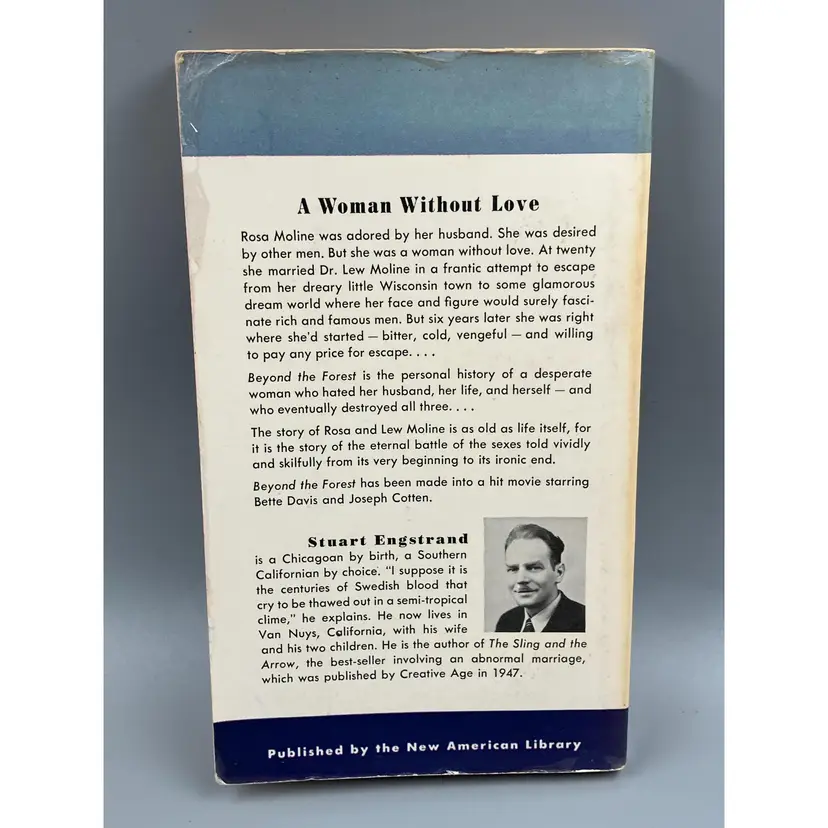 A Woman Without Love
Rosa Moline was adored by her husband. She was desired
by other men. But she was a woman without love. At twenty
she married Dr. Lew Moline in a frantic attempt to escape
from her dreary little Wisconsin town to some glamorous
dream world where her face and figure would surely fasci-
nate rich and famous men. But six years later she was right
where she'd started — bitter, cold, vengeful — and willing
to pay any price for escape. . . .
Beyond the Forest is the personal history of a desperate
woman who hated her husband, her life, and herself — and
who eventually destroyed all three. . . .
The story of Rosa and Lew Moline is as old as life itself, for
it is the story of the eternal battle of the sexes told vividly
and skilfully from its very beginning to its ironic end.
Beyond the Forest has been made into a hit movie starring
Bette Davis and Joseph Cotten.
Stuart Engstrand
is a Chicagoan by birth, a Southern
Californian by choice. "I suppose it is
the centuries of Swedish blood that
cry to be thawed out in a semi-tropical
clime," he explains. He now lives in
Van Nuys, California, with his wife
and his two children. He is the author of The Sling and the
Arrow, the best-seller involving an abnormal marriage,
which was published by Creative Age in 1947.
Published by the New American Library